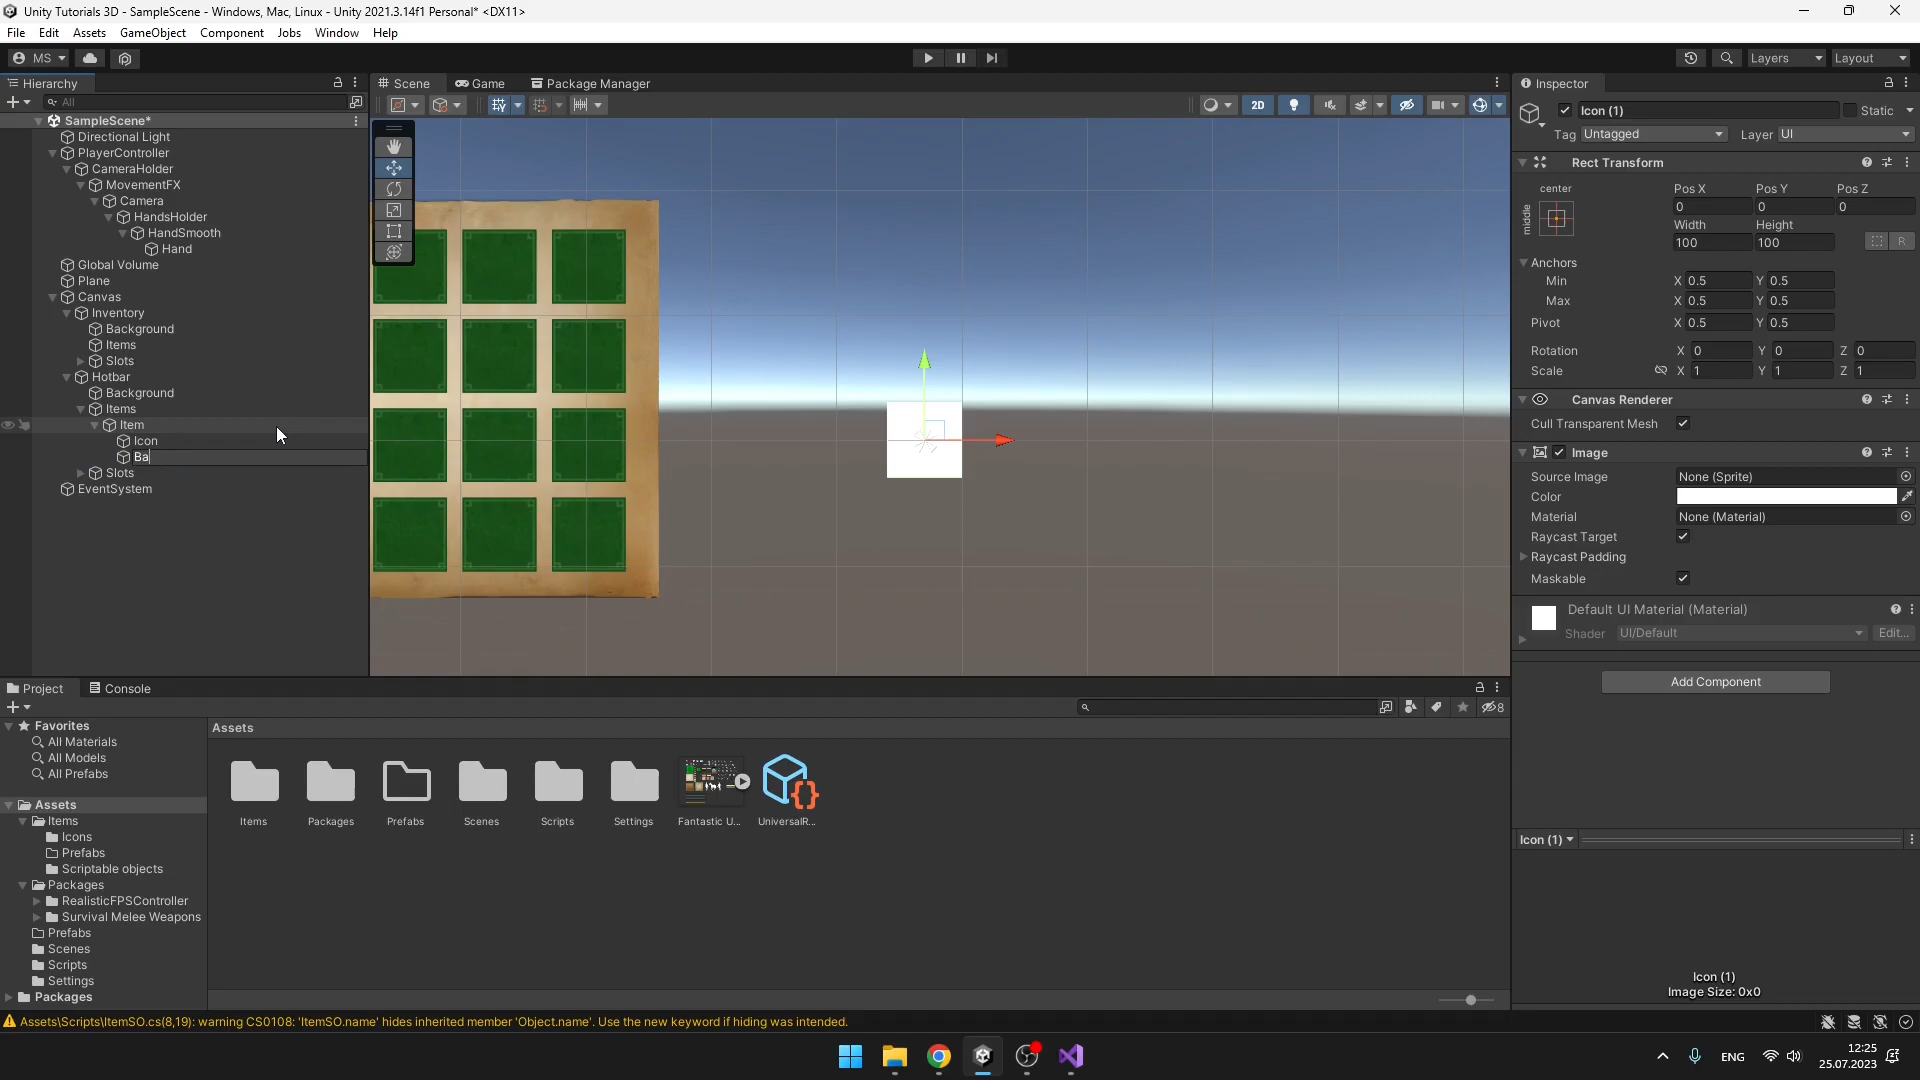 Unity Tutorials 3D - SampleScene - Windows, Mac, Linux - Unity 2021.3.14f1 Personal* <DX11>
File Edit Assets GameObject Component Jobs Window Help
MS Layers Layout
Hierarchy Scene Game Package Manager Inspector
All
2D
SampleScene*
Directional Light
PlayerController
CameraHolder
MovementFX
Camera
HandsHolder
HandSmooth
Hand
Global Volume
Plane
Canvas
Inventory
Background
Items
Slots
Hotbar
Background
Items
Item
Icon
Ba
Slots
EventSystem
Icon (1) Static
Tag Untagged Layer UI
Rect Transform
center Pos X Pos Y Pos Z
middle 0 0 0
Width Height
100 100 R
Anchors
Min X 0.5 Y 0.5
Max X 0.5 Y 0.5
Pivot X 0.5 Y 0.5
Rotation X 0 Y 0 Z 0
Scale X 1 Y 1 Z 1
Canvas Renderer
Cull Transparent Mesh
Image
Source Image None (Sprite)
Color
Material None (Material)
Raycast Target
Raycast Padding
Maskable
Default UI Material (Material)
Shader UI/Default Edit...
Add Component
Icon (1)
Icon (1)
Image Size: 0x0
Project Console
8
Favorites
All Materials
All Models
All Prefabs
Assets
Items
Icons
Prefabs
Scriptable objects
Packages
RealisticFPSController
Survival Melee Weapons
Prefabs
Scenes
Scripts
Settings
Packages
Assets
Items Packages Prefabs Scenes Scripts Settings Fantastic U... UniversalR...
Assets\Scripts\ItemSO.cs(8,19): warning CS0108: 'ItemSO.name' hides inherited member 'Object.name'. Use the new keyword if hiding was intended.
ENG 12:25
25.07.2023